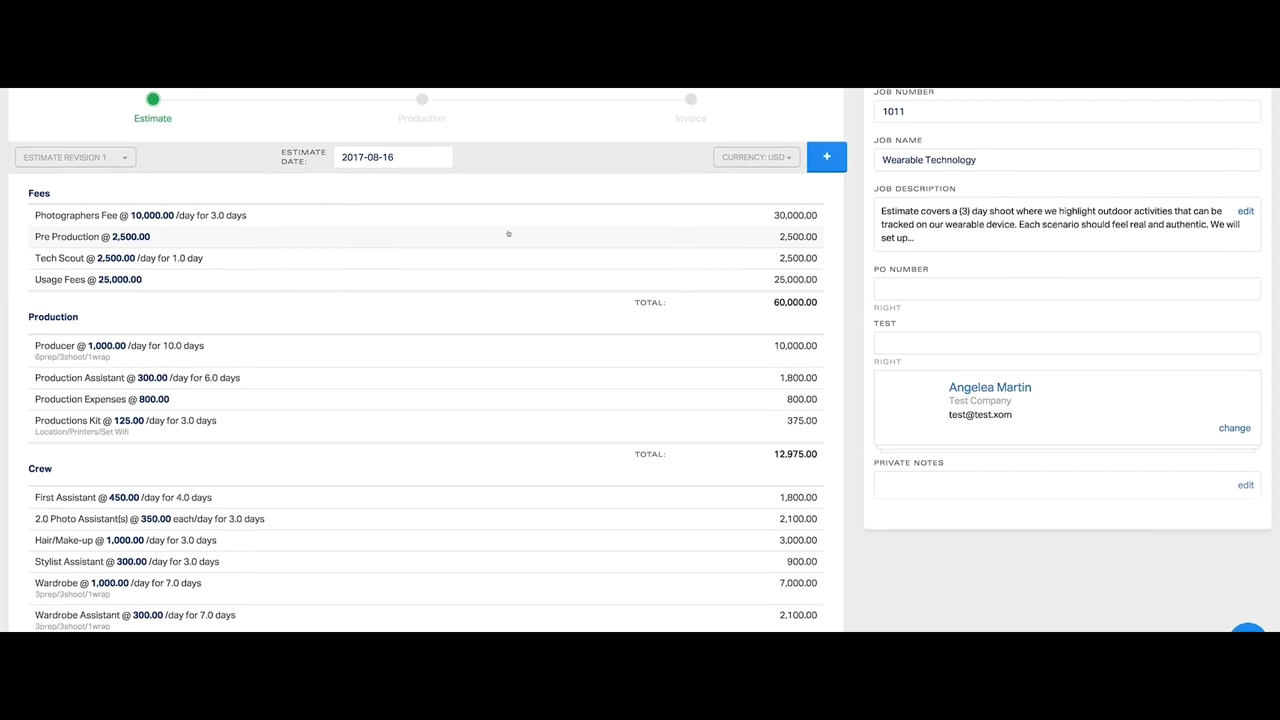 Estimate
Production
Invoice
ESTIMATE REVISION 1
ESTIMATE DATE:
2017-08-16
CURRENCY: USD
+
Fees
Photographers Fee @ 10,000.00 /day for 3.0 days 30,000.00
Pre Production @ 2,500.00 2,500.00
Tech Scout @ 2,500.00 /day for 1.0 day 2,500.00
Usage Fees @ 25,000.00 25,000.00
TOTAL: 60,000.00
Production
Producer @ 1,000.00 /day for 10.0 days 10,000.00
6prep/3shoot/1wrap
Production Assistant @ 300.00 /day for 6.0 days 1,800.00
Production Expenses @ 800.00 800.00
Productions Kit @ 125.00 /day for 3.0 days 375.00
Location/Printers/Set Wifi
TOTAL: 12,975.00
Crew
First Assistant @ 450.00 /day for 4.0 days 1,800.00
2.0 Photo Assistant(s) @ 350.00 each/day for 3.0 days 2,100.00
Hair/Make-up @ 1,000.00 /day for 3.0 days 3,000.00
Stylist Assistant @ 300.00 /day for 3.0 days 900.00
Wardrobe @ 1,000.00 /day for 7.0 days 7,000.00
3prep/3shoot/1wrap
Wardrobe Assistant @ 300.00 /day for 7.0 days 2,100.00
3prep/3shoot/1wrap
JOB NUMBER
1011
JOB NAME
Wearable Technology
JOB DESCRIPTION
Estimate covers a (3) day shoot where we highlight outdoor activities that can be edit
tracked on our wearable device. Each scenario should feel real and authentic. We will
set up...
PO NUMBER
RIGHT
TEST
RIGHT
Angelea Martin
Test Company
test@test.xom
change
PRIVATE NOTES
edit